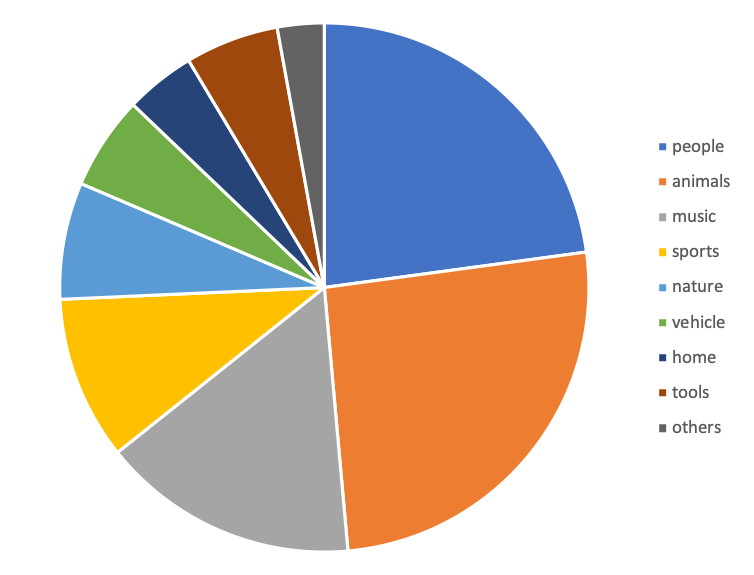 people
animals
music
sports
nature
vehicle
home
tools
others